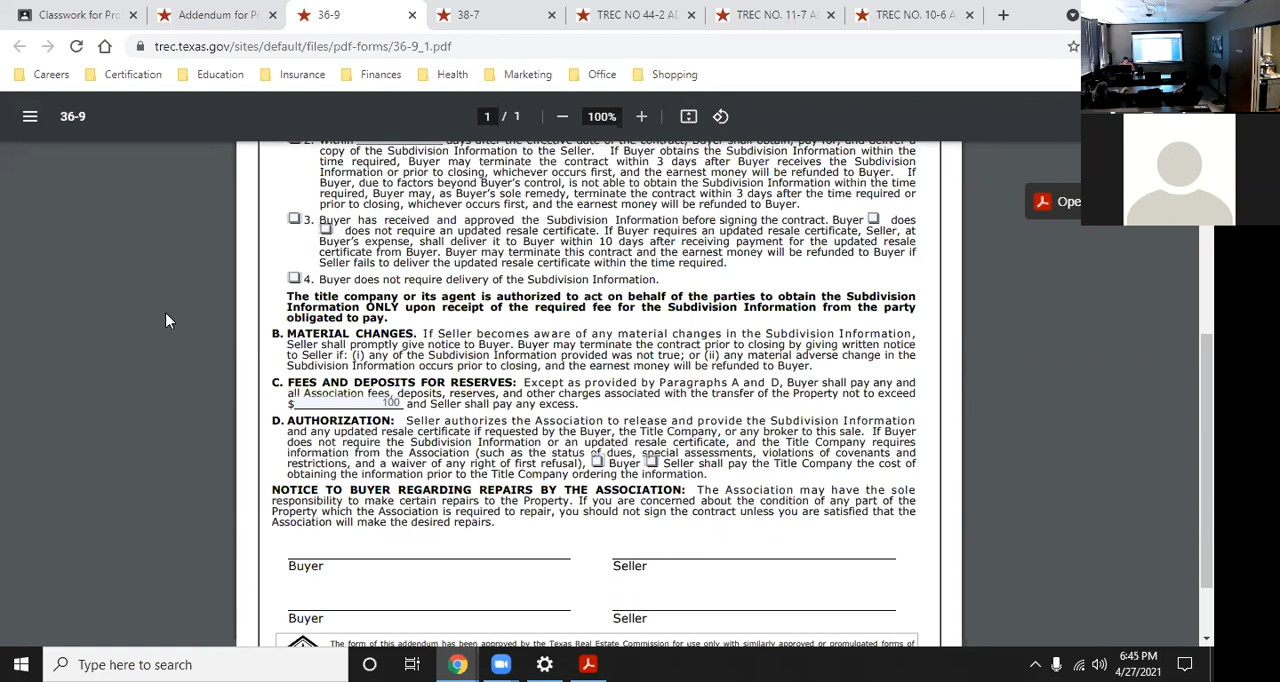 Classwork for Pro
Addendum for P
36-9
38-7
TREC NO 44-2 AD
TREC NO. 11-7 AD
TREC NO. 10-6 A
trec.texas.gov/sites/default/files/pdf-forms/36-9_1.pdf
Careers Certification Education Insurance Finances Health Marketing Office Shopping
36-9 1 / 1 100%
Ope
copy of the Subdivision Information to the Seller. If Buyer obtains the Subdivision Information within the
time required, Buyer may terminate the contract within 3 days after Buyer receives the Subdivision
Information or prior to closing, whichever occurs first, and the earnest money will be refunded to Buyer. If
Buyer, due to factors beyond Buyer's control, is not able to obtain the Subdivision Information within the time
required, Buyer may, as Buyer's sole remedy, terminate the contract within 3 days after the time required or
prior to closing, whichever occurs first, and the earnest money will be refunded to Buyer.
3. Buyer has received and approved the Subdivision Information before signing the contract. Buyer does
does not require an updated resale certificate. If Buyer requires an updated resale certificate, Seller, at
Buyer's expense, shall deliver it to Buyer within 10 days after receiving payment for the updated resale
certificate from Buyer. Buyer may terminate this contract and the earnest money will be refunded to Buyer if
Seller fails to deliver the updated resale certificate within the time required.
4. Buyer does not require delivery of the Subdivision Information.
The title company or its agent is authorized to act on behalf of the parties to obtain the Subdivision
Information ONLY upon receipt of the required fee for the Subdivision Information from the party
obligated to pay.
B. MATERIAL CHANGES. If Seller becomes aware of any material changes in the Subdivision Information,
Seller shall promptly give notice to Buyer. Buyer may terminate the contract prior to closing by giving written notice
to Seller if: (i) any of the Subdivision Information provided was not true; or (ii) any material adverse change in the
Subdivision Information occurs prior to closing, and the earnest money will be refunded to Buyer.
C. FEES AND DEPOSITS FOR RESERVES: Except as provided by Paragraphs A and D, Buyer shall pay any and
all Association fees, deposits, reserves, and other charges associated with the transfer of the Property not to exceed
$ 100 and Seller shall pay any excess.
D. AUTHORIZATION: Seller authorizes the Association to release and provide the Subdivision Information
and any updated resale certificate if requested by the Buyer, the Title Company, or any broker to this sale. If Buyer
does not require the Subdivision Information or an updated resale certificate, and the Title Company requires
information from the Association (such as the status of dues, special assessments, violations of covenants and
restrictions, and a waiver of any right of first refusal), Buyer Seller shall pay the Title Company the cost of
obtaining the information prior to the Title Company ordering the information.
NOTICE TO BUYER REGARDING REPAIRS BY THE ASSOCIATION: The Association may have the sole
responsibility to make certain repairs to the Property. If you are concerned about the condition of any part of the
Property which the Association is required to repair, you should not sign the contract unless you are satisfied that the
Association will make the desired repairs.
Buyer Seller
Buyer Seller
The form of this addendum has been approved by the Texas Real Estate Commission for use only with similarly approved or promulgated forms of
Type here to search
6:45 PM
4/27/2021